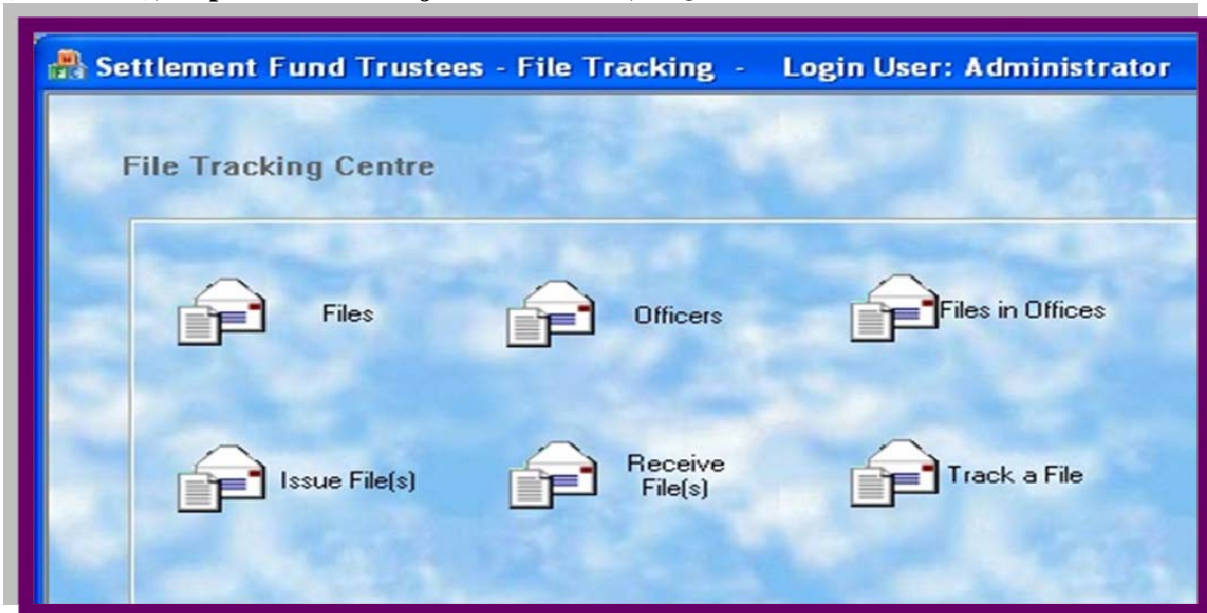 Settlement Fund Trustees - File Tracking - Login User: Administrator
File Tracking Centre
Files
Officers
Files in Offices
Issue File(s)
Receive
File(s)
Track a File